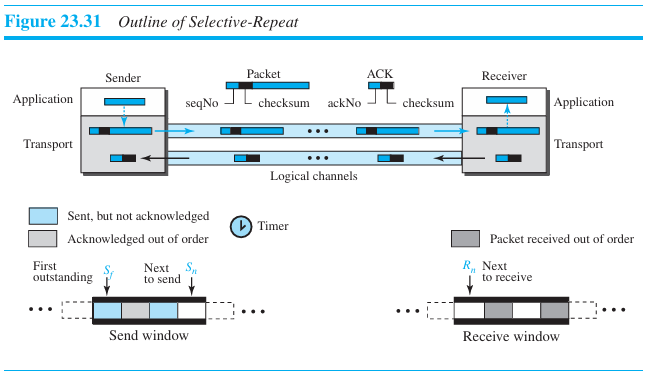 Figure 23.31 Outline of Selective-Repeat
Sender
Packet
ACK
Receiver
Application
seqNo
checksum
ackNo
checksum
Application
Transport
Transport
Logical channels
Sent, but not acknowledged
Acknowledged out of order
Timer
Packet received out of order
First
outstanding
Sf
Next
to send
Sn
Rn
Next
to receive
Send window
Receive window